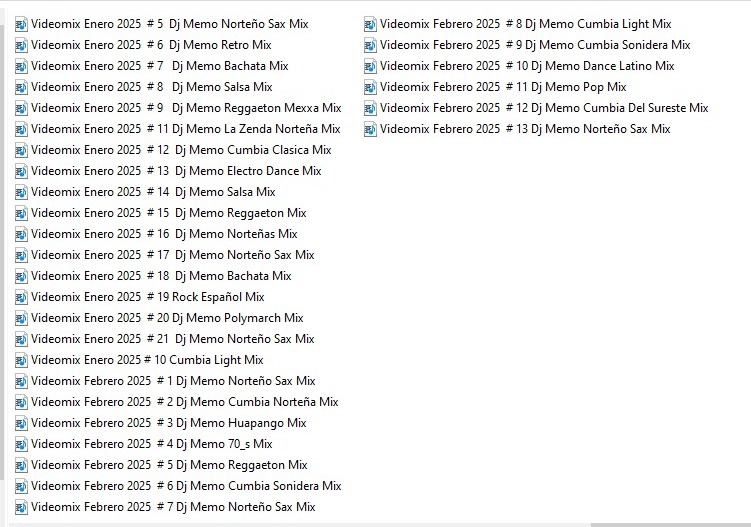 Videomix Enero 2025  # 5  Dj Memo Norteño Sax Mix
Videomix Enero 2025  # 6  Dj Memo Retro Mix
Videomix Enero 2025  # 7   Dj Memo Bachata Mix
Videomix Enero 2025  # 8   Dj Memo Salsa Mix
Videomix Enero 2025  # 9   Dj Memo Reggaeton Mexxa Mix
Videomix Enero 2025  # 11 Dj Memo La Zenda Norteña Mix
Videomix Enero 2025  # 12  Dj Memo Cumbia Clasica Mix
Videomix Enero 2025  # 13  Dj Memo Electro Dance Mix
Videomix Enero 2025  # 14  Dj Memo Salsa Mix
Videomix Enero 2025  # 15  Dj Memo Reggaeton Mix
Videomix Enero 2025  # 16  Dj Memo Norteñas Mix
Videomix Enero 2025  # 17  Dj Memo Norteño Sax Mix
Videomix Enero 2025  # 18  Dj Memo Bachata Mix
Videomix Enero 2025  # 19 Rock Español Mix
Videomix Enero 2025  # 20 Dj Memo Polymarch Mix
Videomix Enero 2025  # 21  Dj Memo Norteño Sax Mix
Videomix Enero 2025 # 10 Cumbia Light Mix
Videomix Febrero 2025  # 1 Dj Memo Norteño Sax Mix
Videomix Febrero 2025  # 2 Dj Memo Cumbia Norteña Mix
Videomix Febrero 2025  # 3 Dj Memo Huapango Mix
Videomix Febrero 2025  # 4 Dj Memo 70_s Mix
Videomix Febrero 2025  # 5 Dj Memo Reggaeton Mix
Videomix Febrero 2025  # 6 Dj Memo Cumbia Sonidera Mix
Videomix Febrero 2025  # 7 Dj Memo Norteño Sax Mix
Videomix Febrero 2025  # 8 Dj Memo Cumbia Light Mix
Videomix Febrero 2025  # 9 Dj Memo Cumbia Sonidera Mix
Videomix Febrero 2025  # 10 Dj Memo Dance Latino Mix
Videomix Febrero 2025  # 11 Dj Memo Pop Mix
Videomix Febrero 2025  # 12 Dj Memo Cumbia Del Sureste Mix
Videomix Febrero 2025  # 13 Dj Memo Norteño Sax Mix